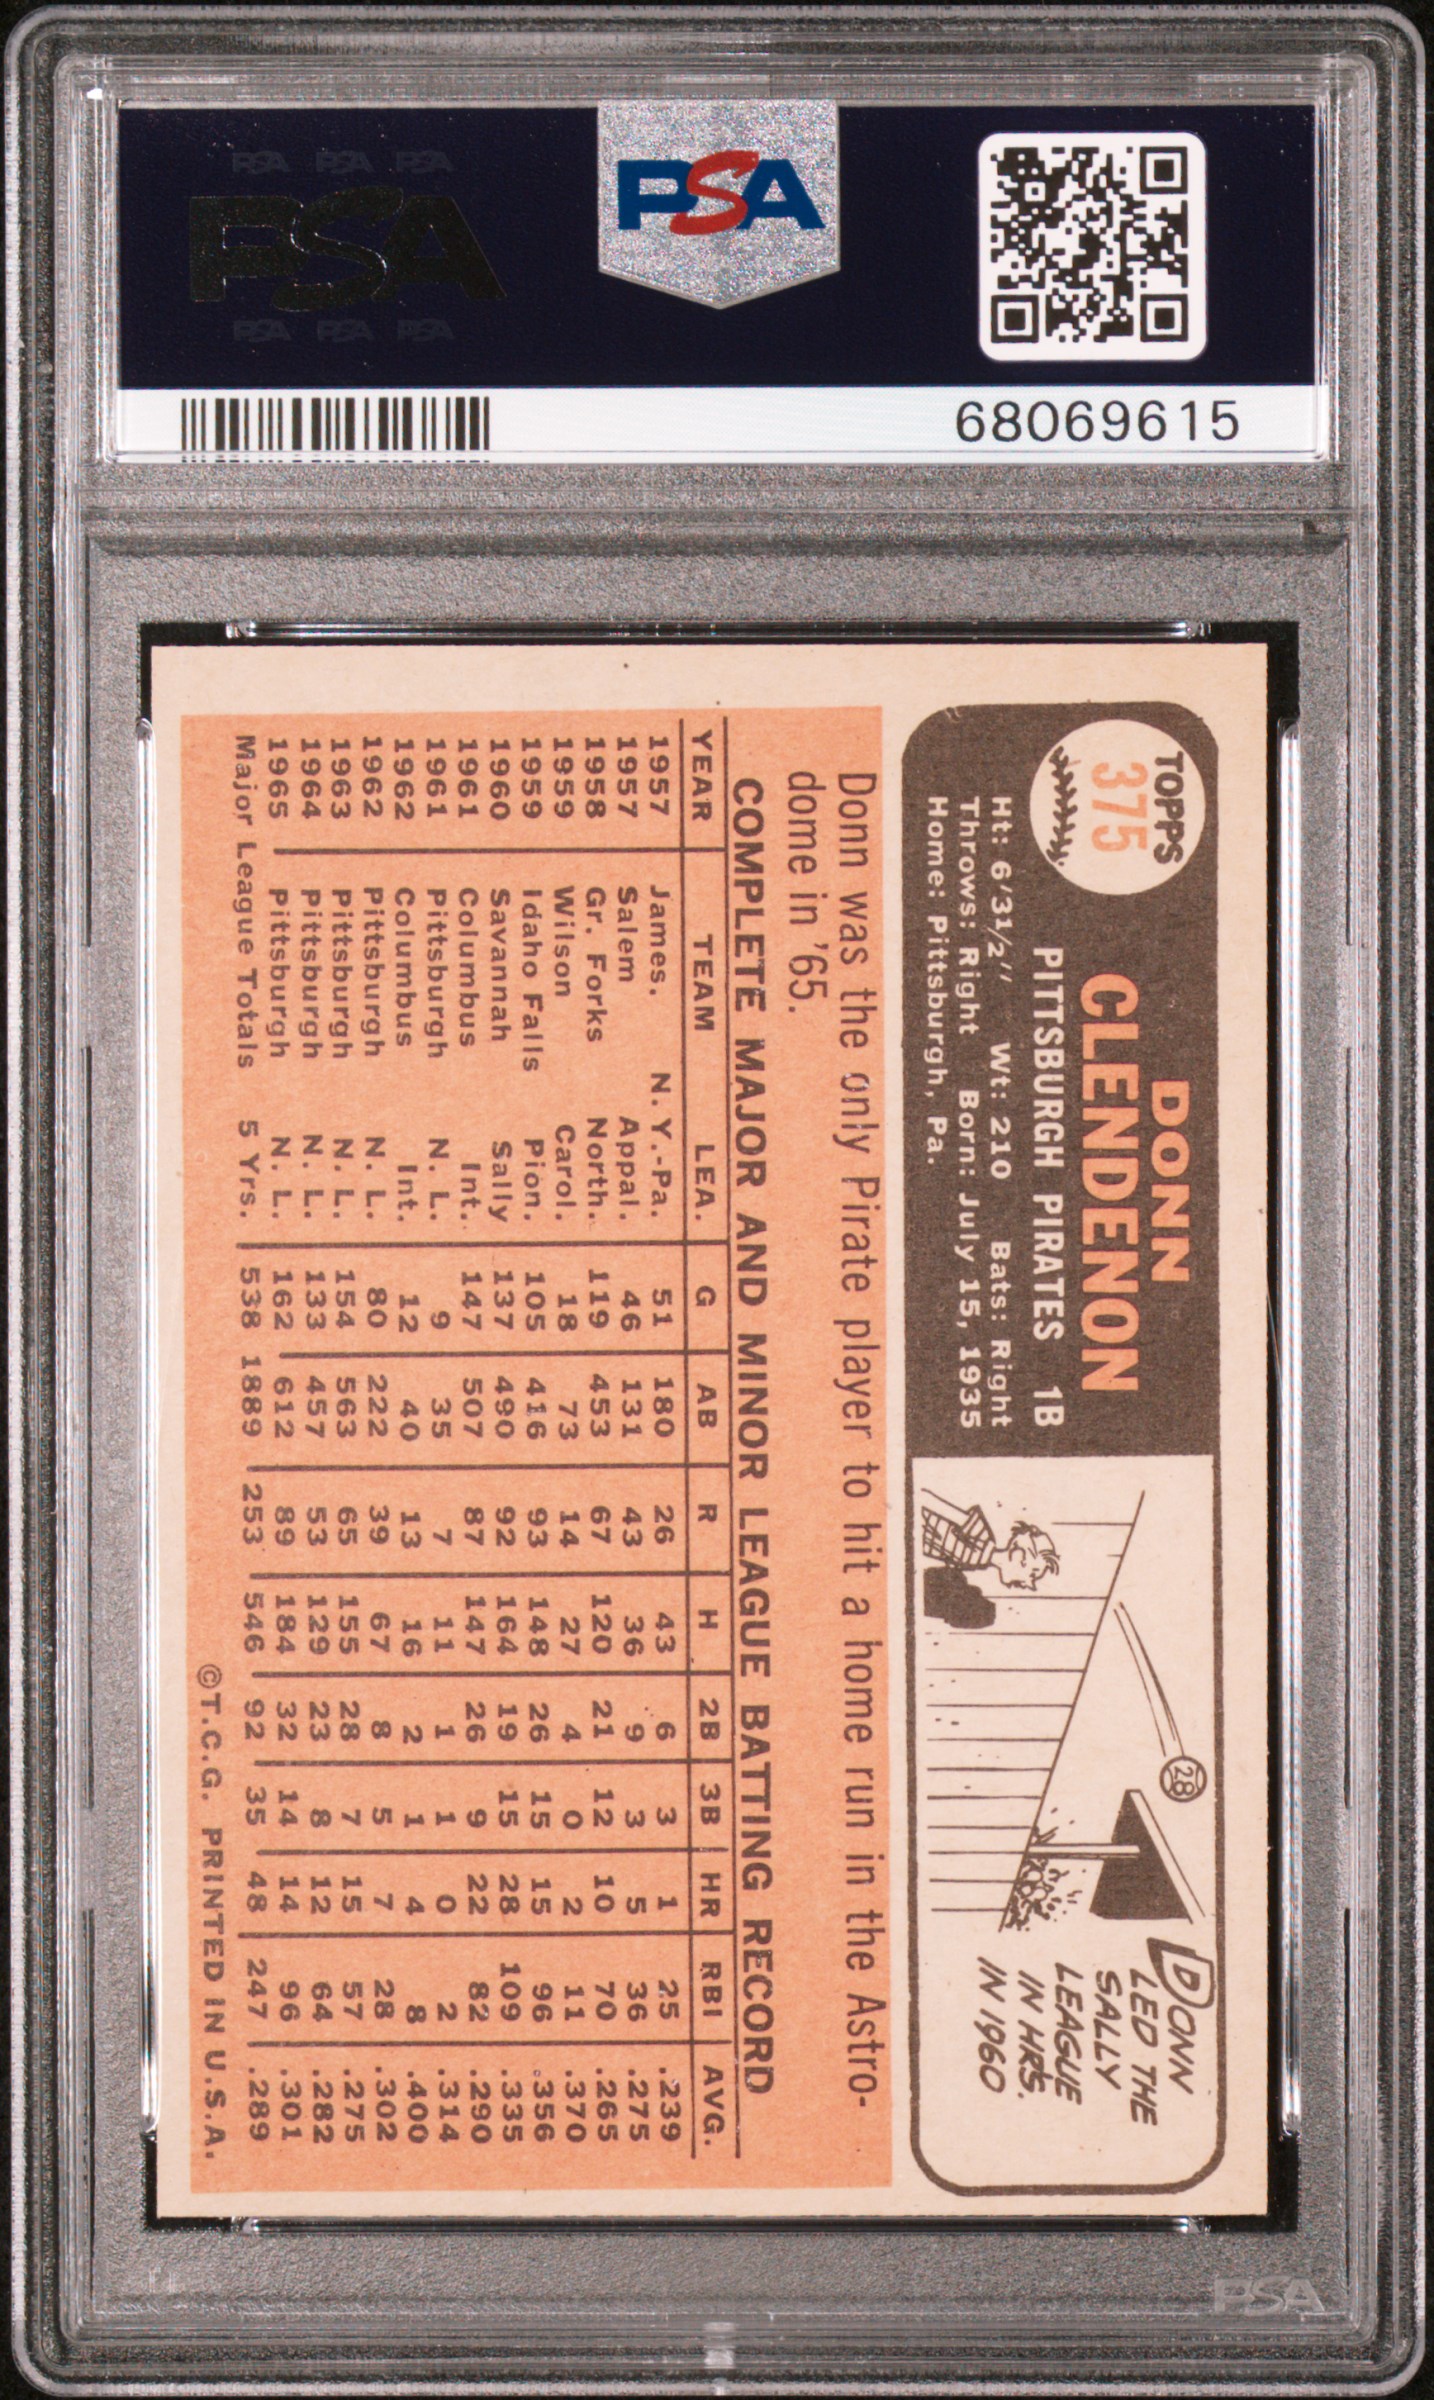 PSA PSA PSA
PSA
PSA PSA PSA
PSA
68069615
TOPPS
375
DONN
CLENDENON
PITTSBURGH PIRATES 1B
Ht: 6'3½" Wt: 210 Bats: Right
Throws: Right Born: July 15, 1935
Home: Pittsburgh, Pa.
28
DONN
LED THE
SALLY
LEAGUE
IN HRS.
IN 1960
Donn was the only Pirate player to hit a home run in the Astro-
dome in '65.
COMPLETE MAJOR AND MINOR LEAGUE BATTING RECORD
YEAR TEAM LEA. G AB R H 2B 3B HR RBI AVG.
1957 James. N.Y.-Pa. 51 180 26 43 6 3 1 25 .239
1957 Salem Appal. 46 131 43 36 9 3 5 36 .275
1958 Gr. Forks North. 119 453 67 120 21 12 10 70 .265
1959 Wilson Carol. 18 73 14 27 4 0 2 11 .370
1959 Idaho Falls Pion. 105 416 93 148 26 15 15 96 .356
1960 Savannah Sally 137 490 92 164 19 15 28 109 .335
1961 Columbus Int. 147 507 87 147 26 9 22 82 .290
1961 Pittsburgh N. L. 9 35 7 11 1 1 0 2 .314
1962 Columbus Int. 12 40 13 16 2 1 4 8 .400
1962 Pittsburgh N. L. 80 222 39 67 8 5 7 28 .302
1963 Pittsburgh N. L. 154 563 65 155 28 7 15 57 .275
1964 Pittsburgh N. L. 133 457 53 129 23 8 12 64 .282
1965 Pittsburgh N. L. 162 612 89 184 32 14 14 96 .301
Major League Totals 5 Yrs. 538 1889 253 546 92 35 48 247 .289
©T.C.G. PRINTED IN U.S.A.
PSA